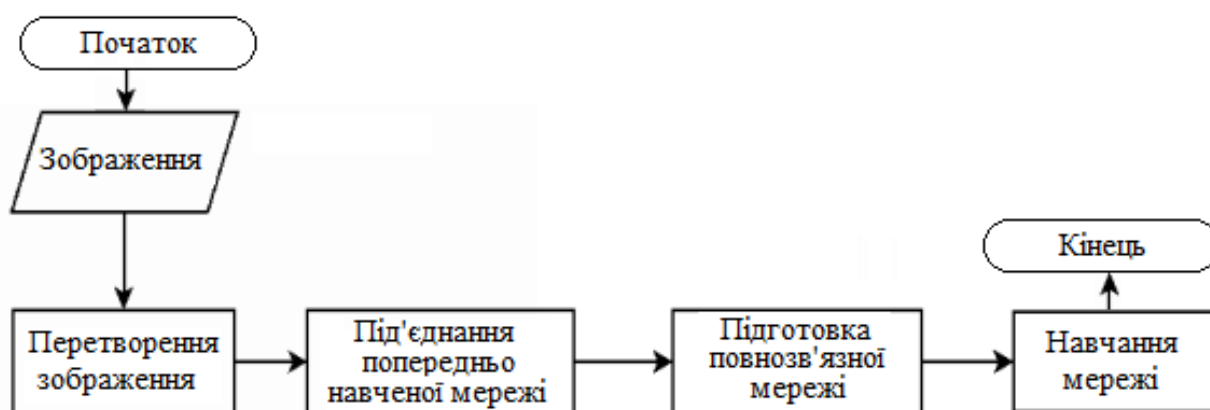 Початок
Зображення
Перетворення
зображення
Під'єднання
попередньо
навченої мережі
Підготовка
повнозв'язної
мережі
Навчання
мережі
Кінець